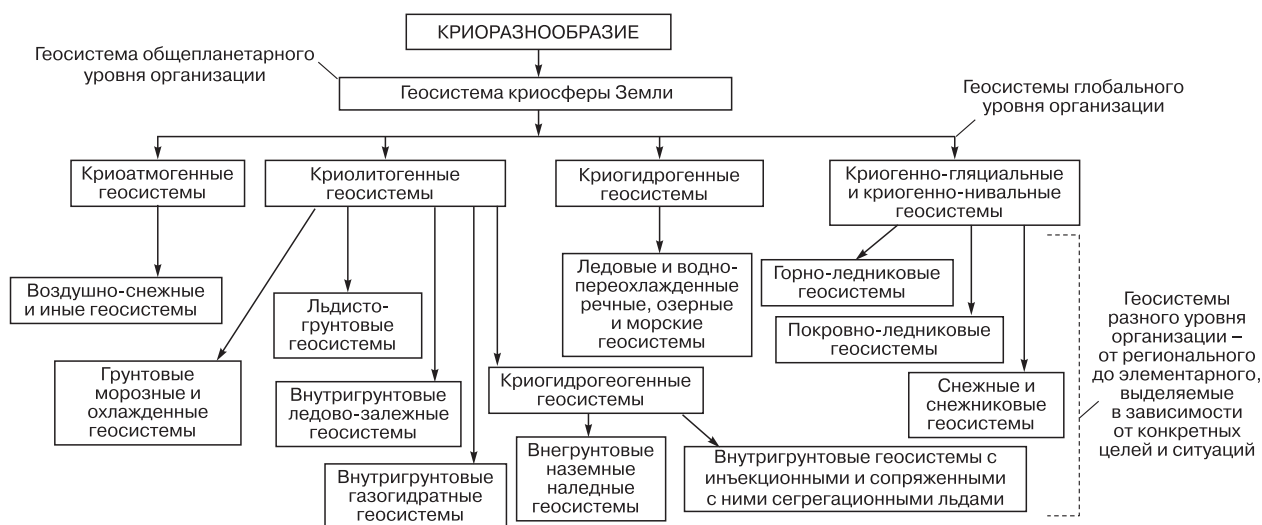 КРИОРАЗНООБРАЗИЕ
Геосистема общепланетарного
уровня организации
Геосистема криосферы Земли
Геосистемы глобального
уровня организации
Криоатмогенные
геосистемы
Криолитогенные
геосистемы
Криогидрогенные
геосистемы
Криогенно-гляциальные
и криогенно-нивальные
геосистемы
Воздушно-снежные
и иные геосистемы
Льдисто-
грунтовые
геосистемы
Ледовые и водно-
переохлажденные
речные, озерные
и морские
геосистемы
Горно-ледниковые
геосистемы
Покровно-ледниковые
геосистемы
Снежные и
снежниковые
геосистемы
Геосистемы
разного уровня
организации –
от регионального
до элементарного,
выделяемые
в зависимости
от конкретных
целей и ситуаций
Грунтовые
морозные и
охлажденные
геосистемы
Внутригрунтовые
ледово-залежные
геосистемы
Криогидрогеогенные
геосистемы
Внутригрунтовые
газогидратные
геосистемы
Внегрунтовые
наземные
наледные
геосистемы
Внутригрунтовые геосистемы с
инъекционными и сопряженными
с ними сегрегационными льдами